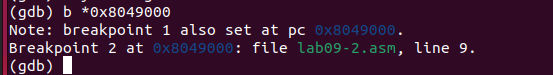 (gdb) b *0x8049000
Note: breakpoint 1 also set at pc 0x8049000.
Breakpoint 2 at 0x8049000: file lab09-2.asm, line 9.
(gdb)